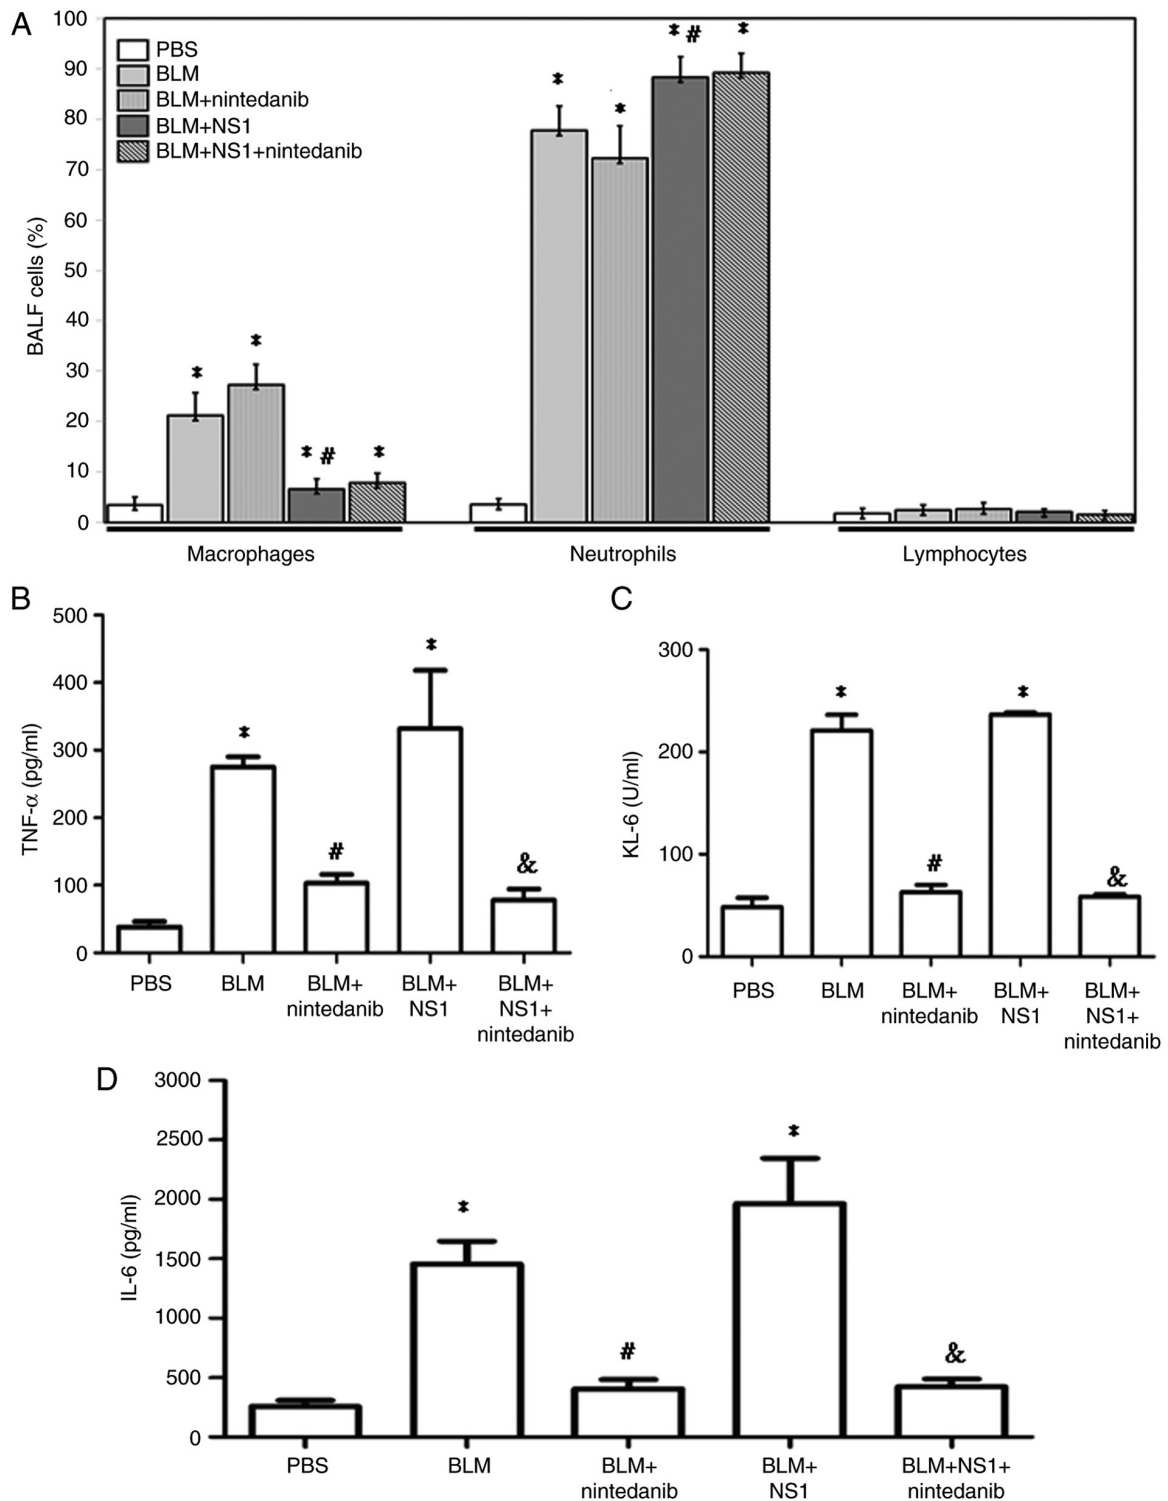 A
100
90
80
70
60
50
40
30
20
10
0
BALF cells (%)
PBS
BLM
BLM+nintedanib
BLM+NS1
BLM+NS1+nintedanib
* * * # * * * * # *
Macrophages Neutrophils Lymphocytes
B
500
400
300
200
100
0
TNF-α (pg/ml)
* # * &
PBS BLM BLM+ BLM+ BLM+
nintedanib NS1 NS1+
nintedanib
C
300
200
100
0
KL-6 (U/ml)
* # * &
PBS BLM BLM+ BLM+ BLM+
nintedanib NS1 NS1+
nintedanib
D
3000
2500
2000
1500
1000
500
0
IL-6 (pg/ml)
* # * &
PBS BLM BLM+ BLM+ BLM+NS1+
nintedanib NS1 nintedanib